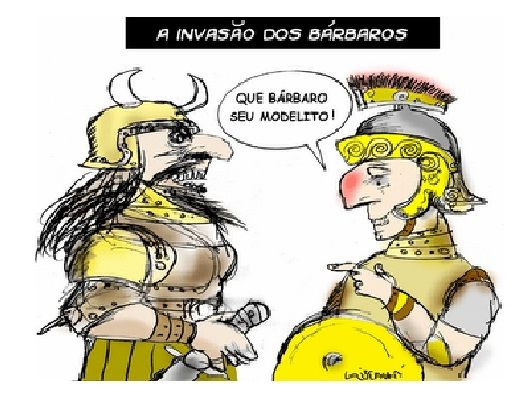 A INVASÃO DOS BÁRBAROS
QUE BÁRBARO
SEU MODELITO!